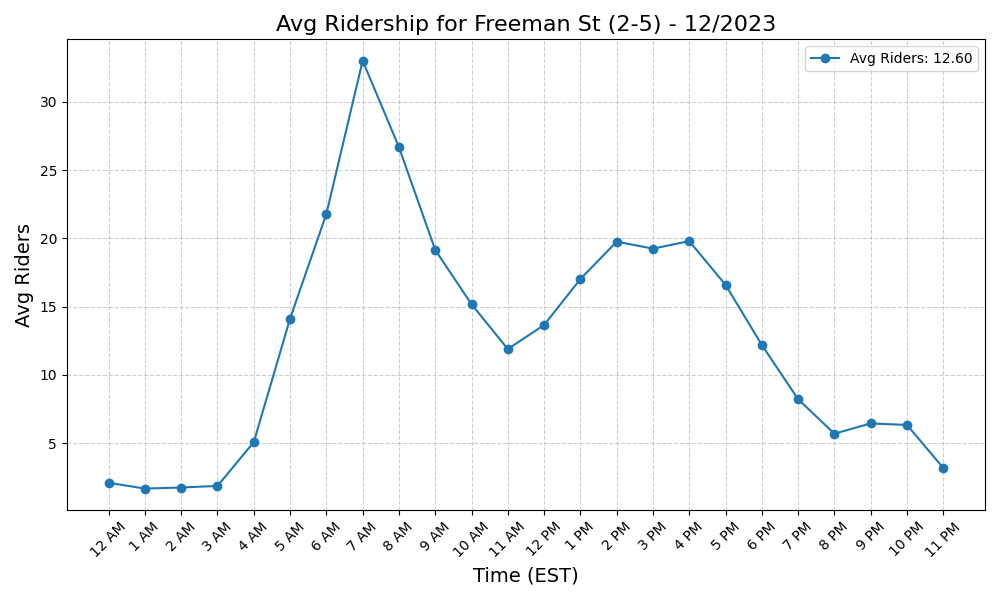 Avg Ridership for Freeman St (2-5) - 12/2023
Avg Riders: 12.60
Avg Riders
30
25
20
15
10
5
12 AM
1 AM
2 AM
3 AM
4 AM
5 AM
6 AM
7 AM
8 AM
9 AM
10 AM
11 AM
12 PM
1 PM
2 PM
3 PM
4 PM
5 PM
6 PM
7 PM
8 PM
9 PM
10 PM
11 PM
Time (EST)